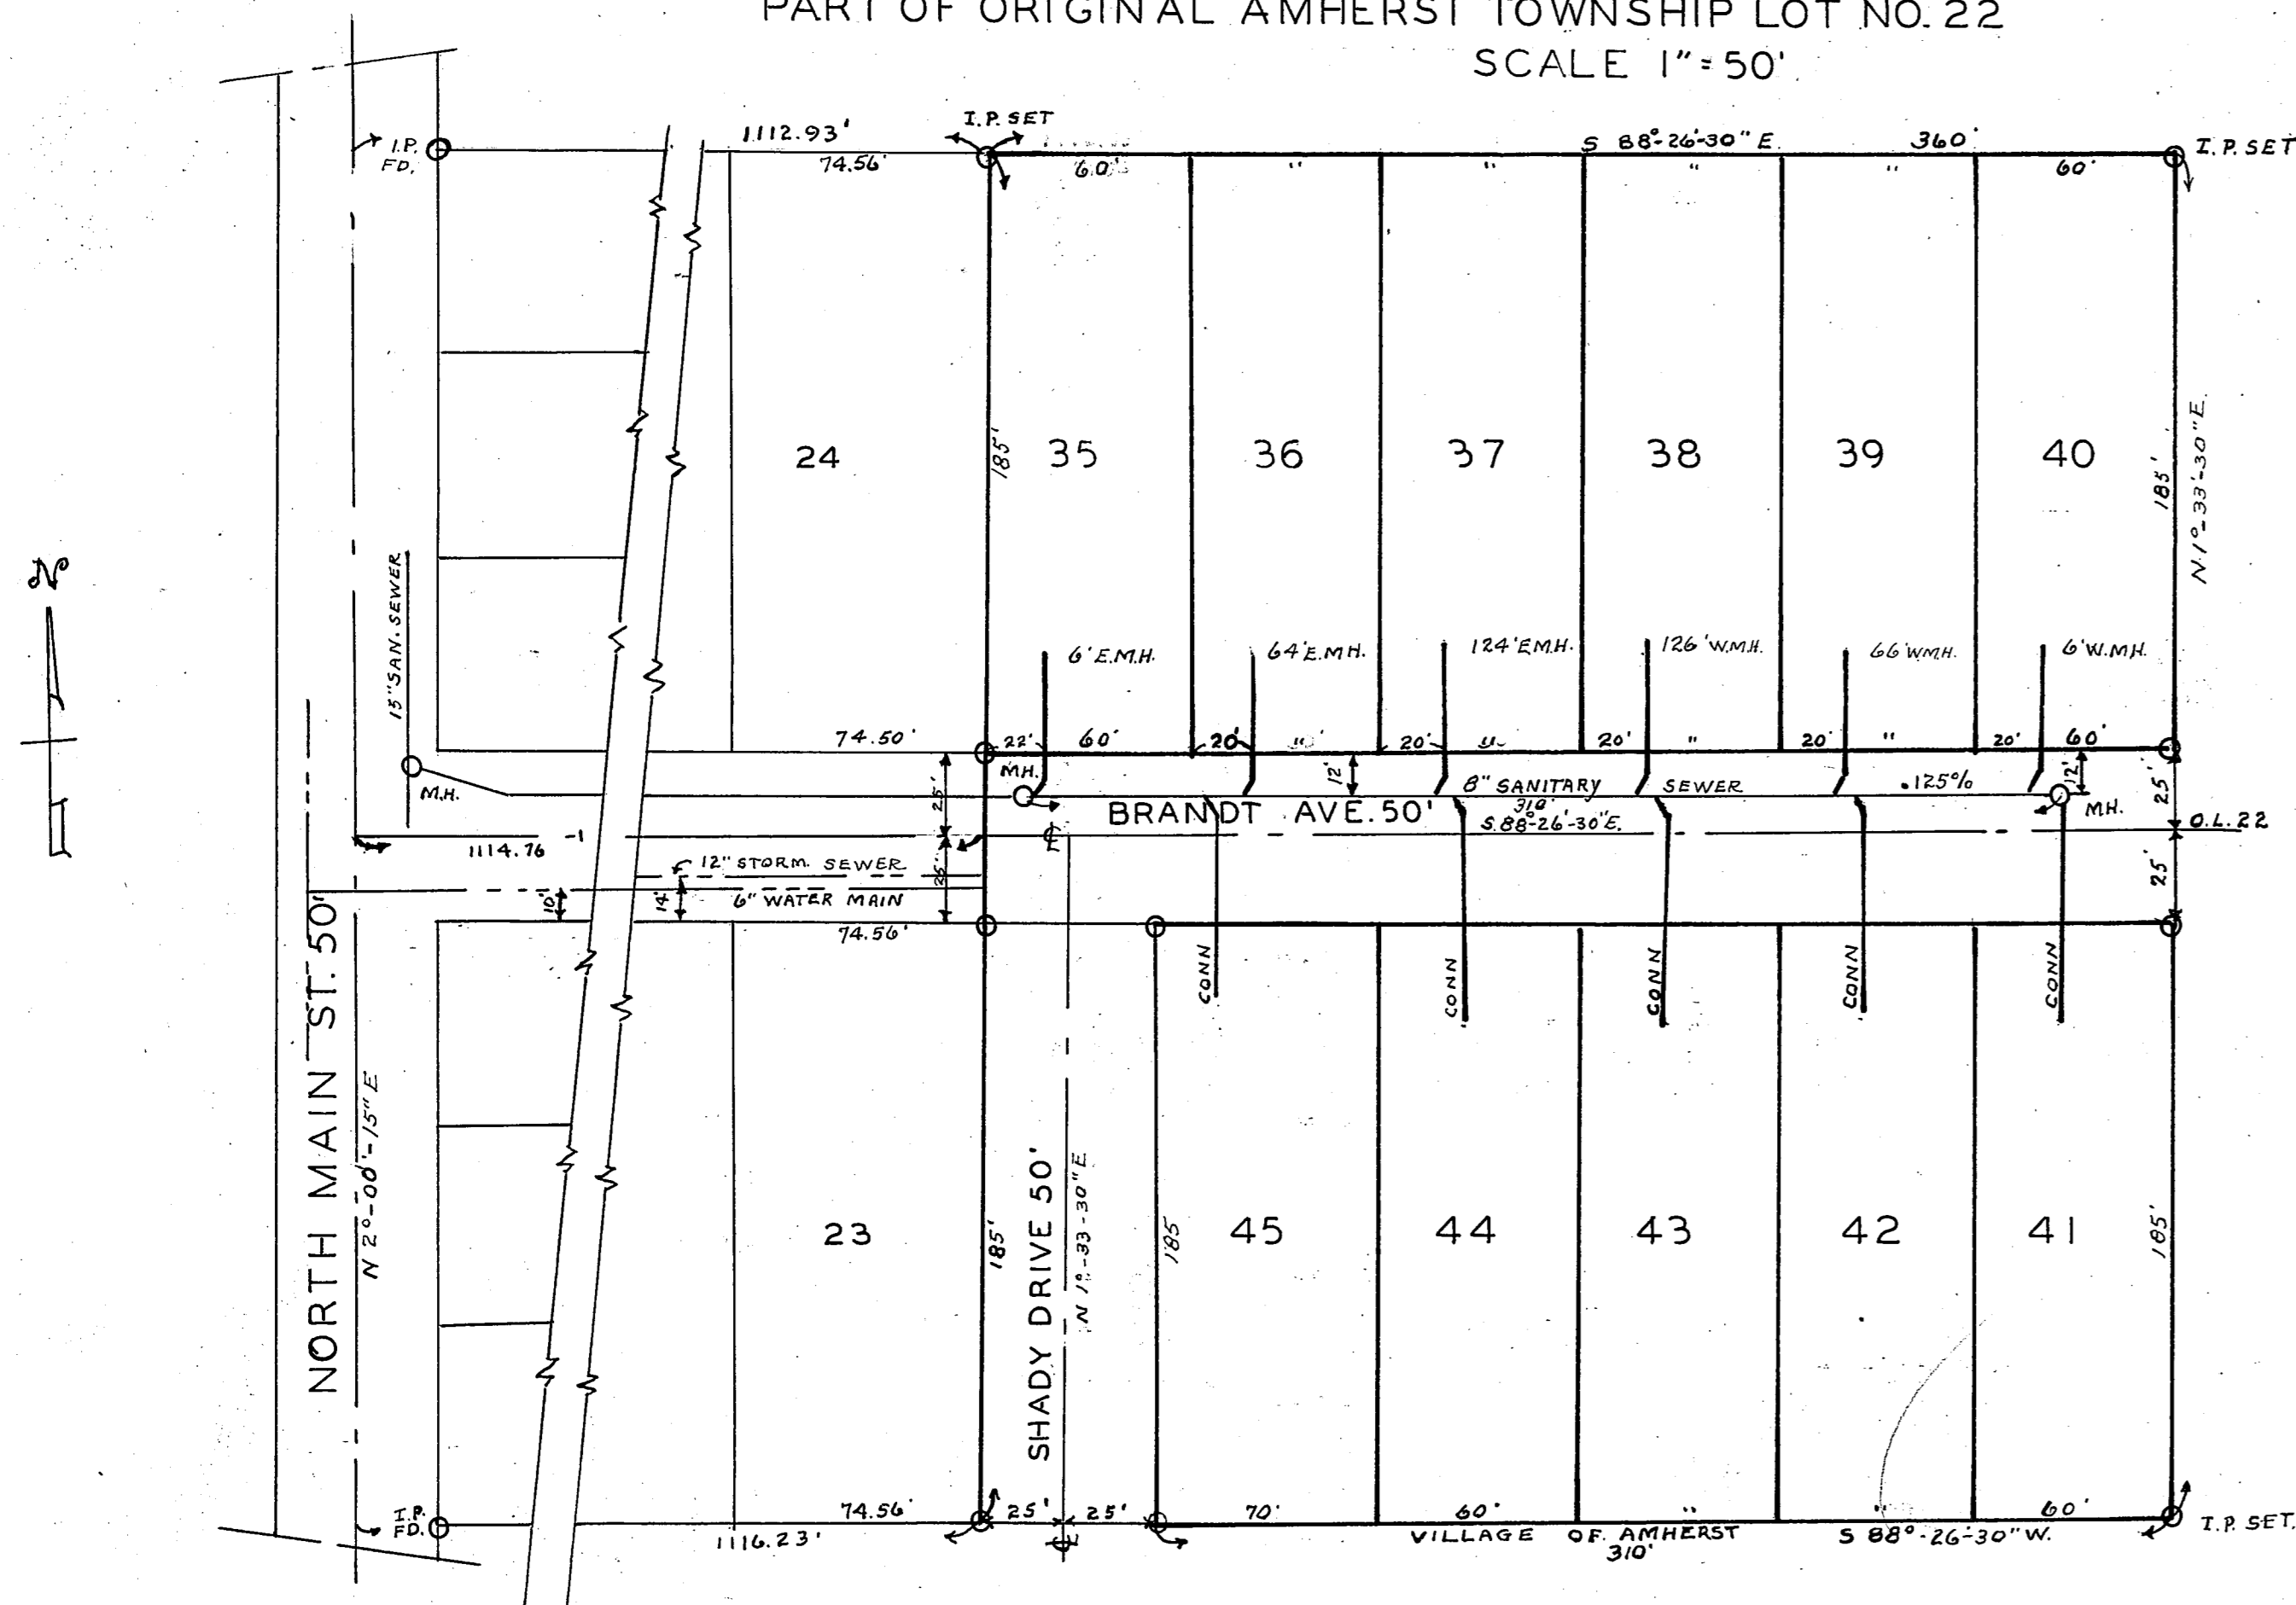 PART OF ORIGINAL AMHERST TOWNSHIP LOT NO. 22
SCALE 1" = 50'
I.P. SET
1112.93'
S 88°-26'-30" E.
360'
I.P. SET
I.P.
FD.
74.56'
60'
"
"
"
"
60'
N
24
35
36
37
38
39
40
185'
185'
N. 1°-33'-30" E.
15" SAN. SEWER
6' E.M.H.
64' E.M.H.
124' E.M.H.
126' W.M.H.
66' W.M.H.
6' W.M.H.
74.50'
22'
60'
20'
"
20'
"
20'
"
20'
"
20'
60'
M.H.
M.H.
25'
12'
8" SANITARY SEWER .125%
12'
25'
M.H.
BRANDT AVE. 50'
310'
S. 88°-26'-30" E.
O.L. 22
1114.76
12" STORM. SEWER
25'
25'
10'
14'
6" WATER MAIN
74.56'
CONN
CONN
CONN
CONN
CONN
NORTH MAIN ST. 50'
N 2°-00'-15" E
23
185'
SHADY DRIVE 50'
N 1°-33-30" E
185
45
44
43
42
41
185'
I.P.
FD.
74.56'
25'
25'
70'
60'
"
"
60'
1116.23'
VILLAGE OF AMHERST
310'
S 88°-26-30" W.
I.P. SET.